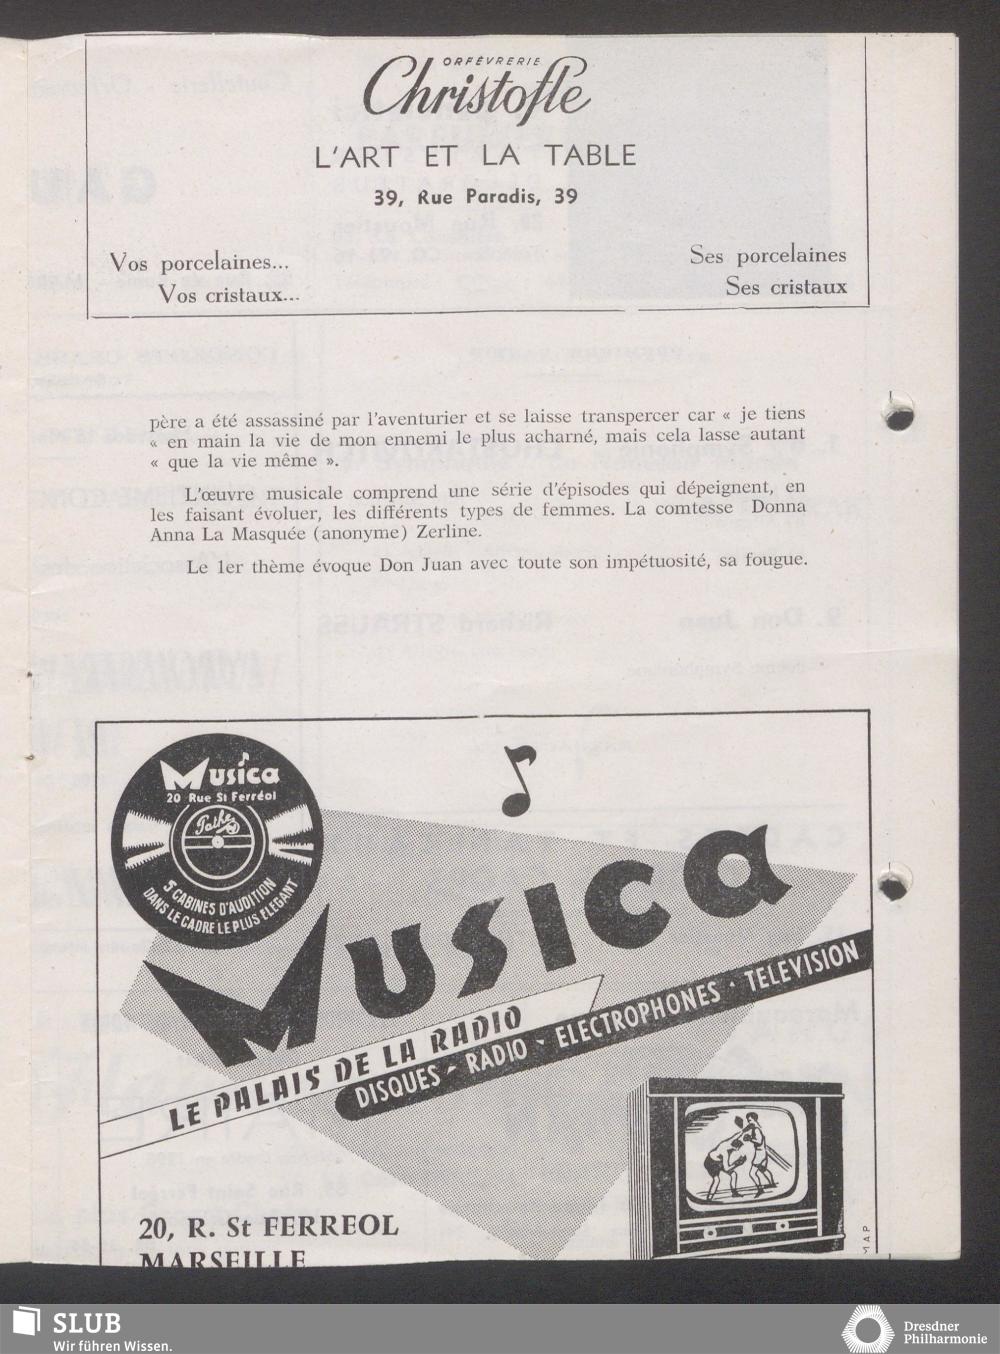 ORFÈVRERIE
Christofle
L'ART ET LA TABLE
39, Rue Paradis, 39
Vos porcelaines...
Vos cristaux...
Ses porcelaines
Ses cristaux
père a été assassiné par l'aventurier et se laisse transpercer car « je tiens
« en main la vie de mon ennemi le plus acharné, mais cela lasse autant
« que la vie même ».
L'œuvre musicale comprend une série d'épisodes qui dépeignent, en
les faisant évoluer, les différents types de femmes. La comtesse Donna
Anna La Masquée (anonyme) Zerline.
Le 1er thème évoque Don Juan avec toute son impétuosité, sa fougue.
Musica
20 Rue St Ferréol
Pathé
5 CABINES D'AUDITION
DANS LE CADRE LE PLUS ELEGANT
Musica
LE PALAIS DE LA RADIO
DISQUES - RADIO - ELECTROPHONES · TELEVISION
20, R. St FERREOL
MARSEILLE
MAP
SLUB
Wir führen Wissen.
Dresdner
Philharmonie